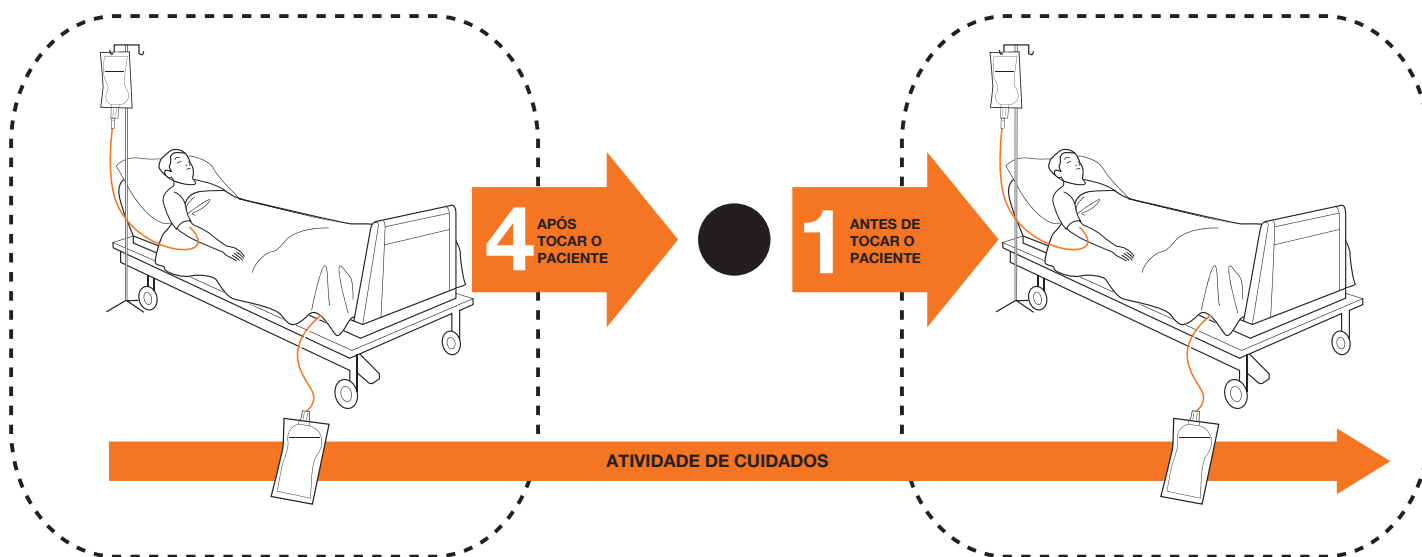 4 APÓS
TOCAR O
PACIENTE
1 ANTES DE
TOCAR O
PACIENTE
ATIVIDADE DE CUIDADOS